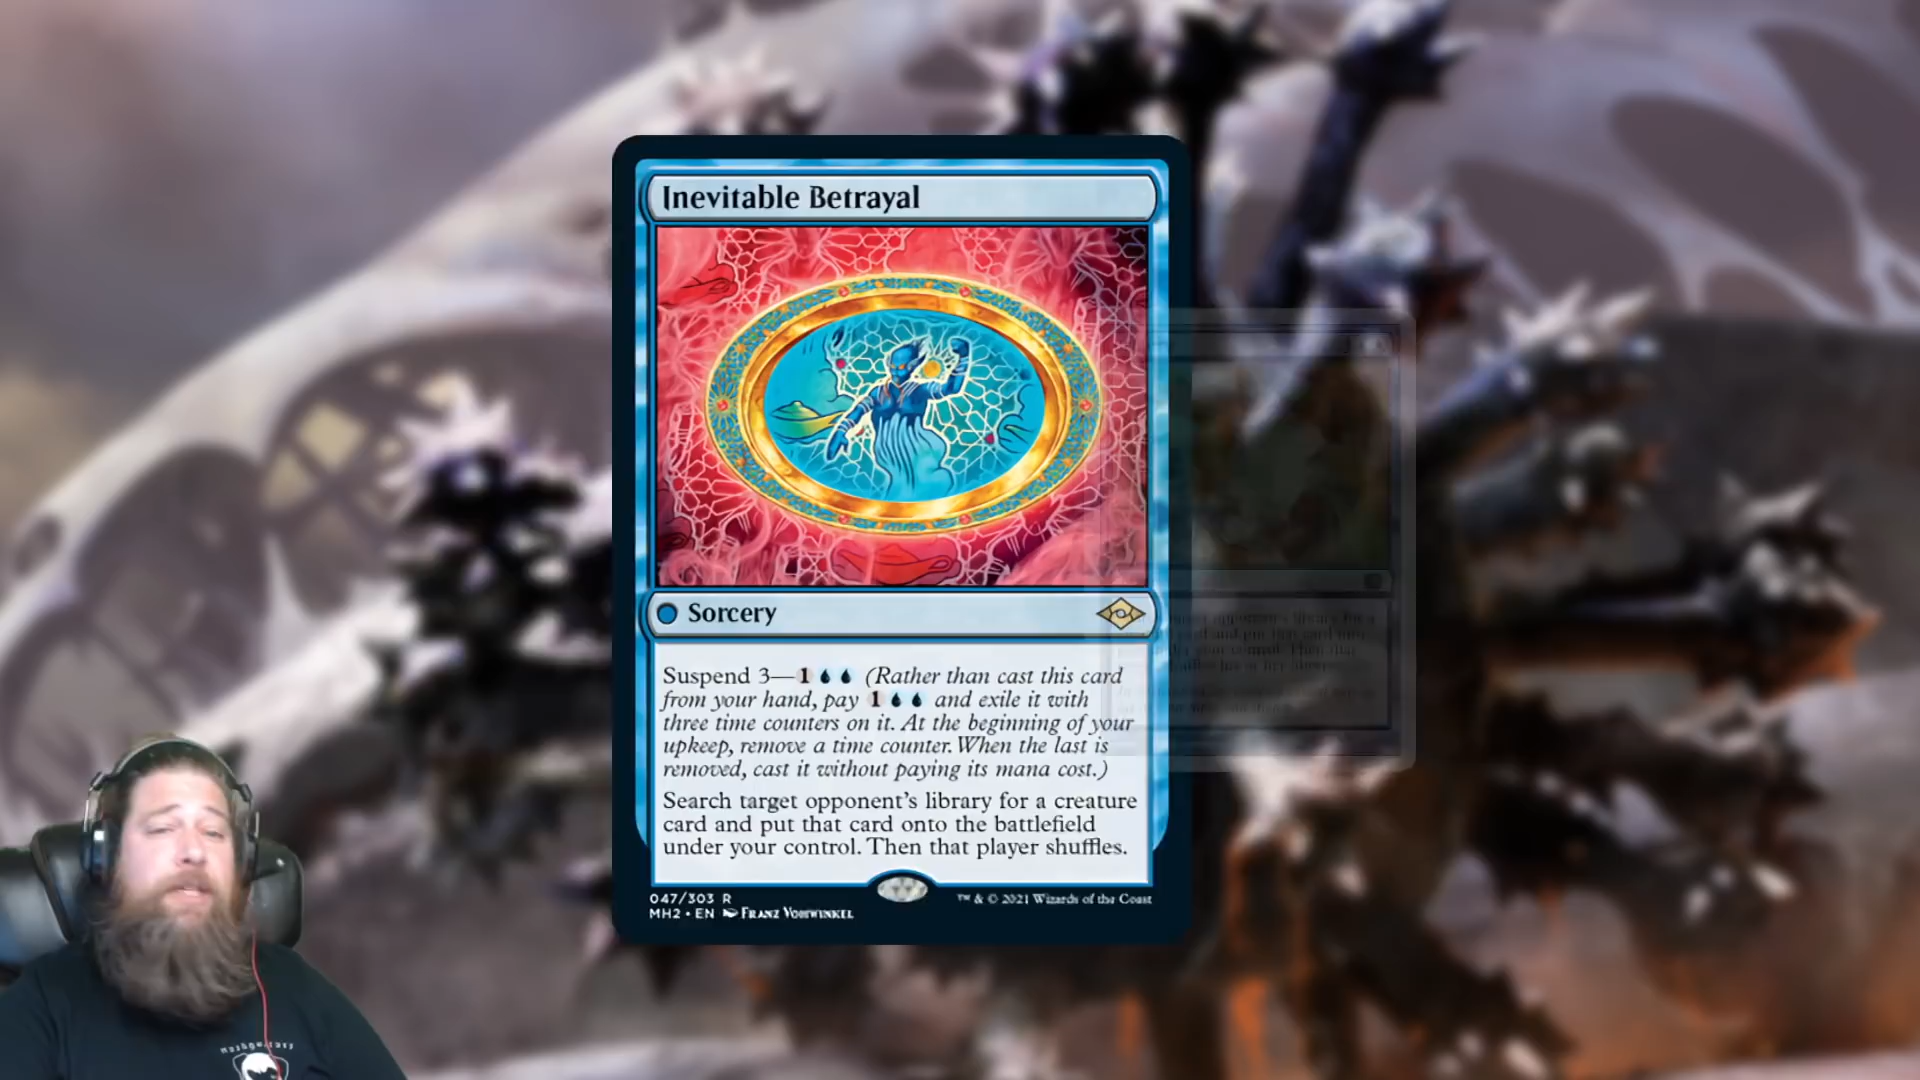 Inevitable Betrayal
Sorcery
Suspend 3—1 (Rather than cast this card
from your hand, pay 1 and exile it with
three time counters on it. At the beginning of your
upkeep, remove a time counter. When the last is
removed, cast it without paying its mana cost.)
Search target opponent's library for a creature
card and put that card onto the battlefield
under your control. Then that player shuffles.
047/303 R
MH2 • EN FRANZ VOHWINKEL
™ & © 2021 Wizards of the Coast